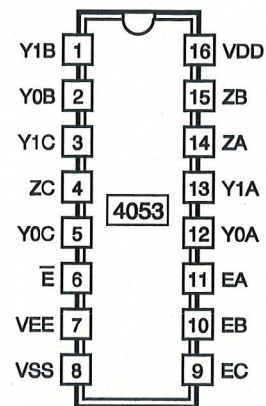 Y1B 1 16 VDD
Y0B 2 15 ZB
Y1C 3 14 ZA
ZC 4 13 Y1A
4053
Y0C 5 12 Y0A
E̅ 6 11 EA
VEE 7 10 EB
VSS 8 9 EC